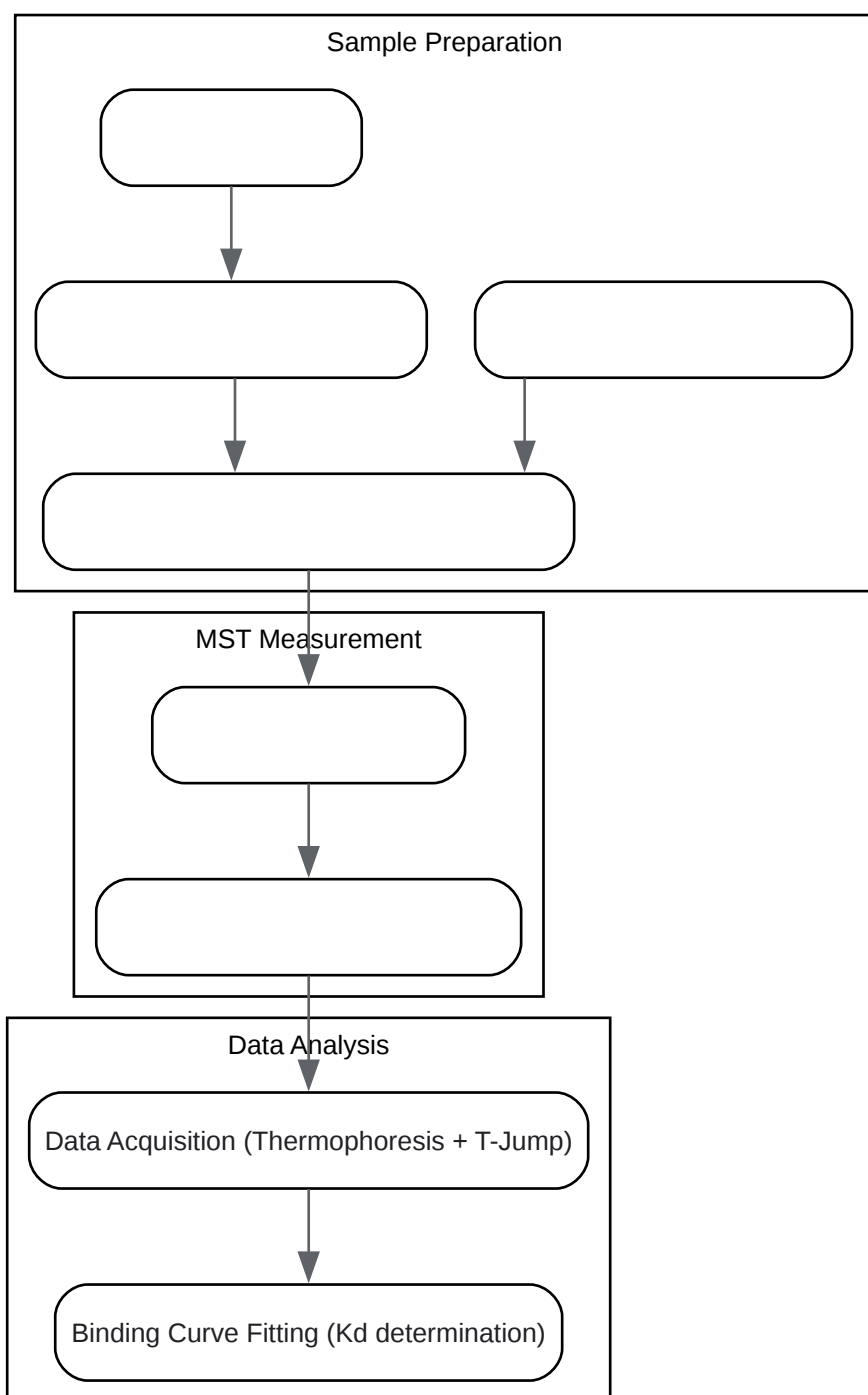 Sample Preparation
MST Measurement
Data Analysis
Data Acquisition (Thermophoresis + T-Jump)
Binding Curve Fitting (Kd determination)